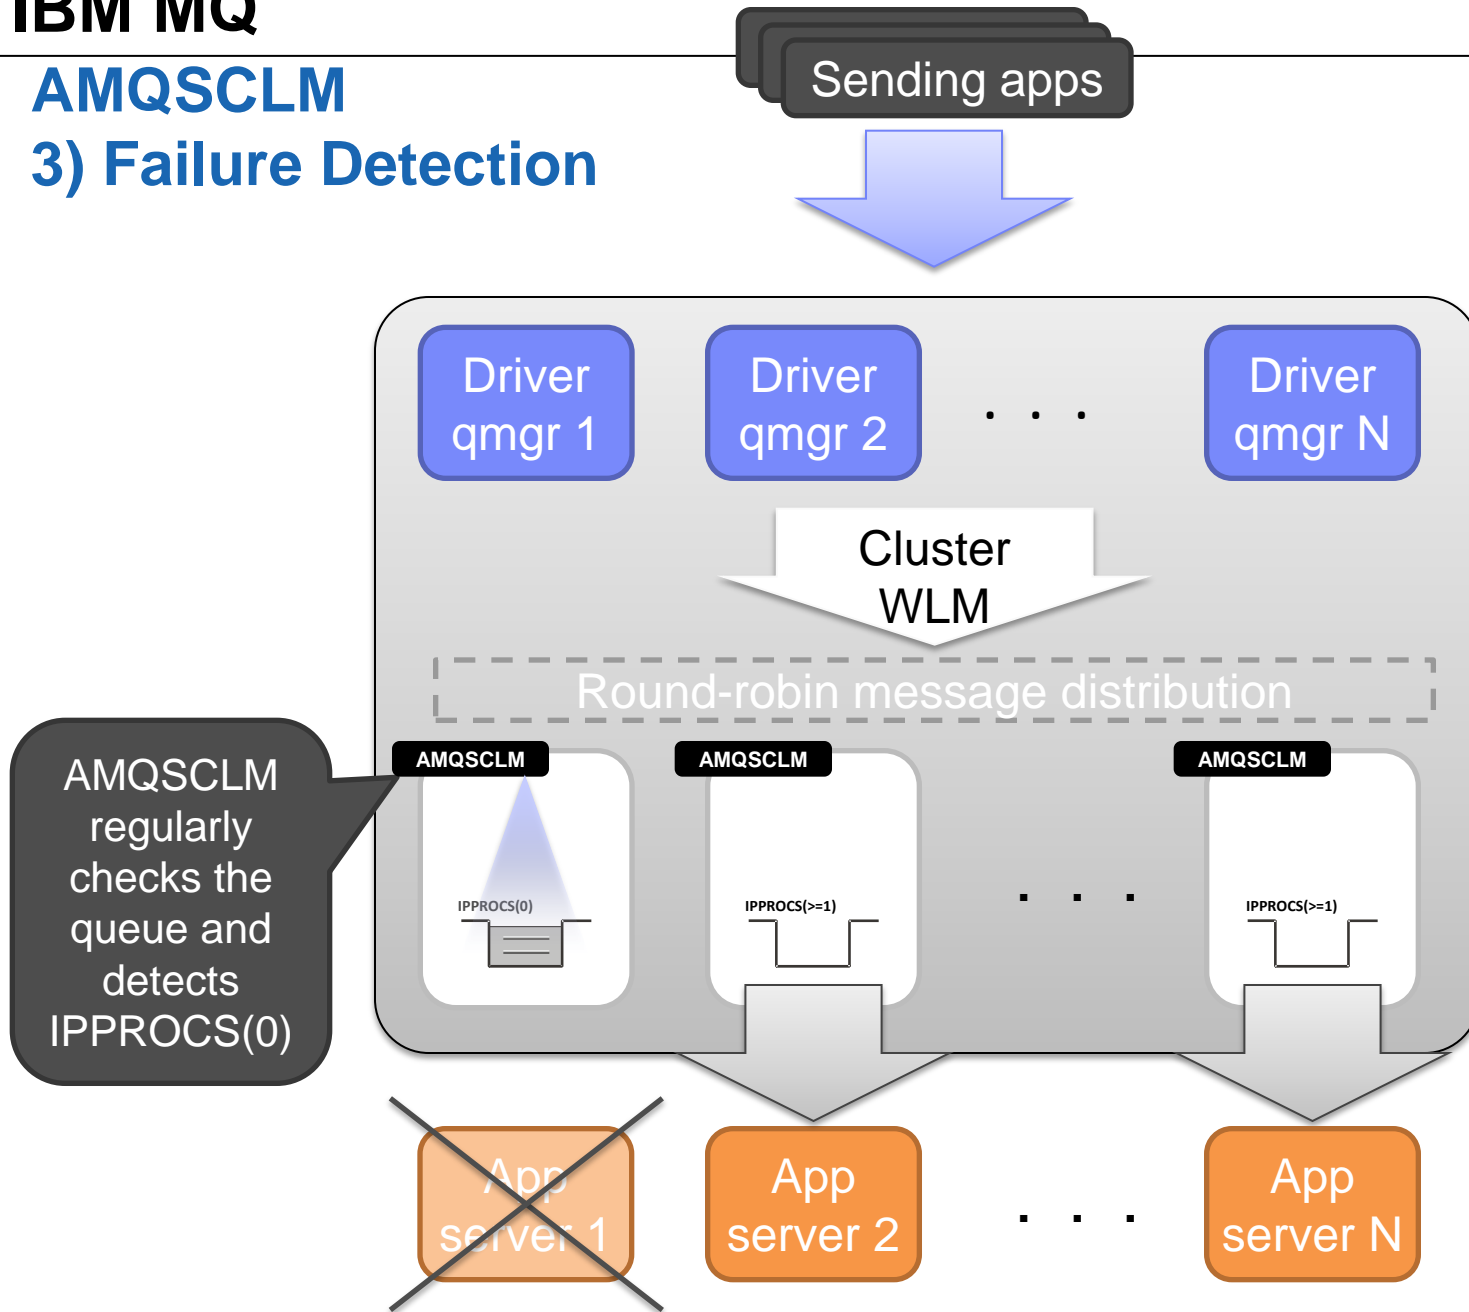 IBM MQ
AMQSCLM
3) Failure Detection
Sending apps
Driver
qmgr 1
Driver
qmgr 2
. . .
Driver
qmgr N
Cluster
WLM
Round-robin message distribution
AMQSCLM
AMQSCLM
AMQSCLM
AMQSCLM
regularly
checks the
queue and
detects
IPPROCS(0)
IPPROCS(0)
IPPROCS(>=1)
. . .
IPPROCS(>=1)
App
server 1
App
server 2
. . .
App
server N